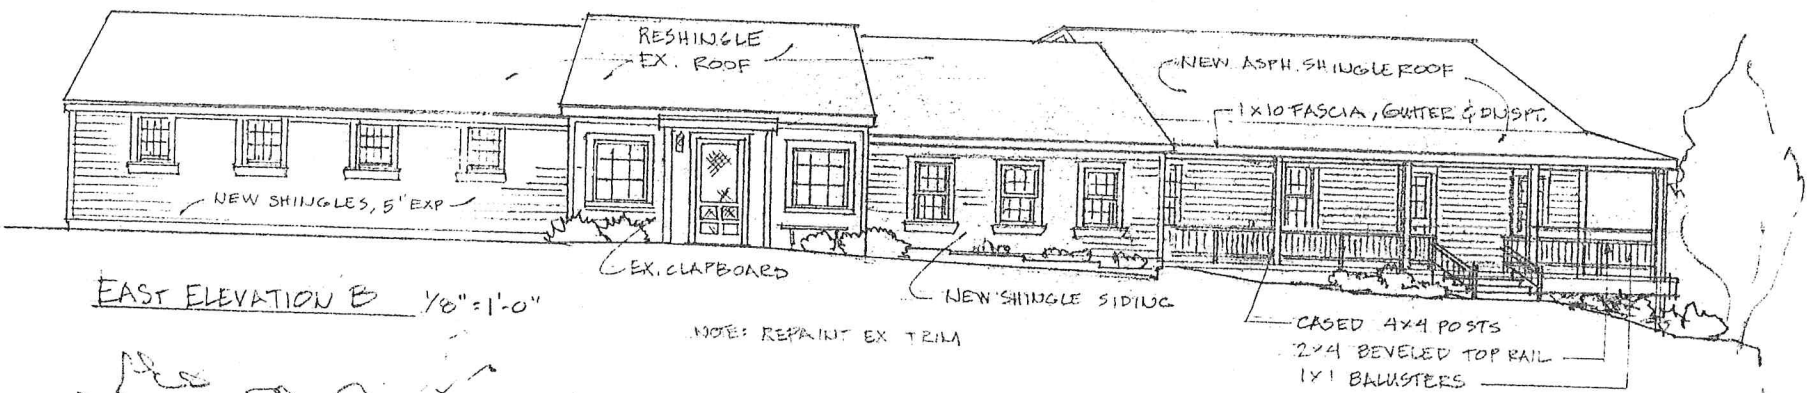 RESHINGLE
EX. ROOF
NEW ASPH. SHINGLE ROOF
1X10 FASCIA, GUTTER & DNSPT.
NEW SHINGLES, 5" EXP
EX. CLAPBOARD
EAST ELEVATION B 1/8"=1'-0"
NEW SHINGLE SIDING
NOTE: REPAINT EX TRIM
CASED 4X4 POSTS
2X4 BEVELED TOP RAIL
1X1 BALUSTERS